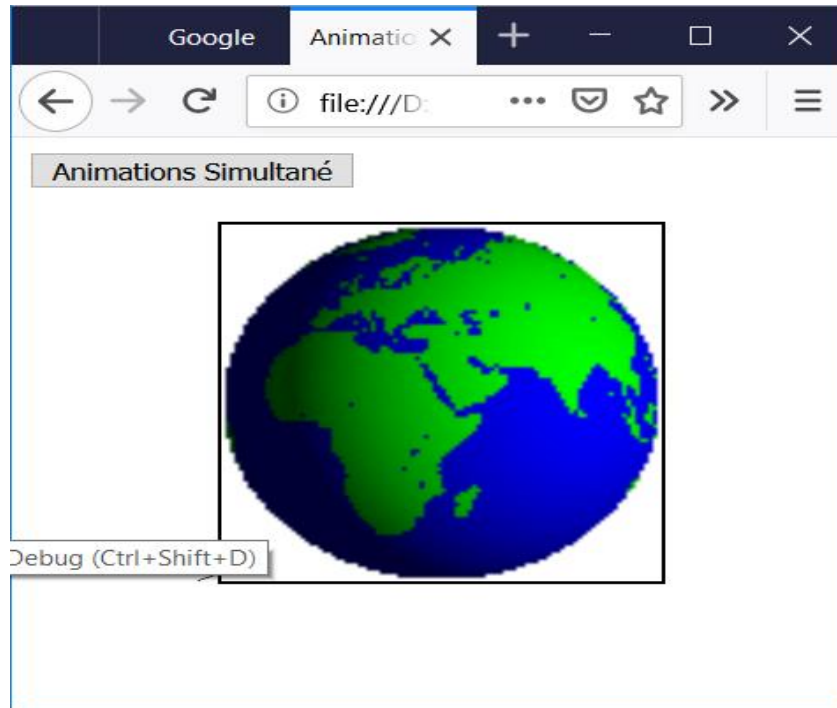 Google Animatio
file:///D:
Animations Simultané
Debug (Ctrl+Shift+D)